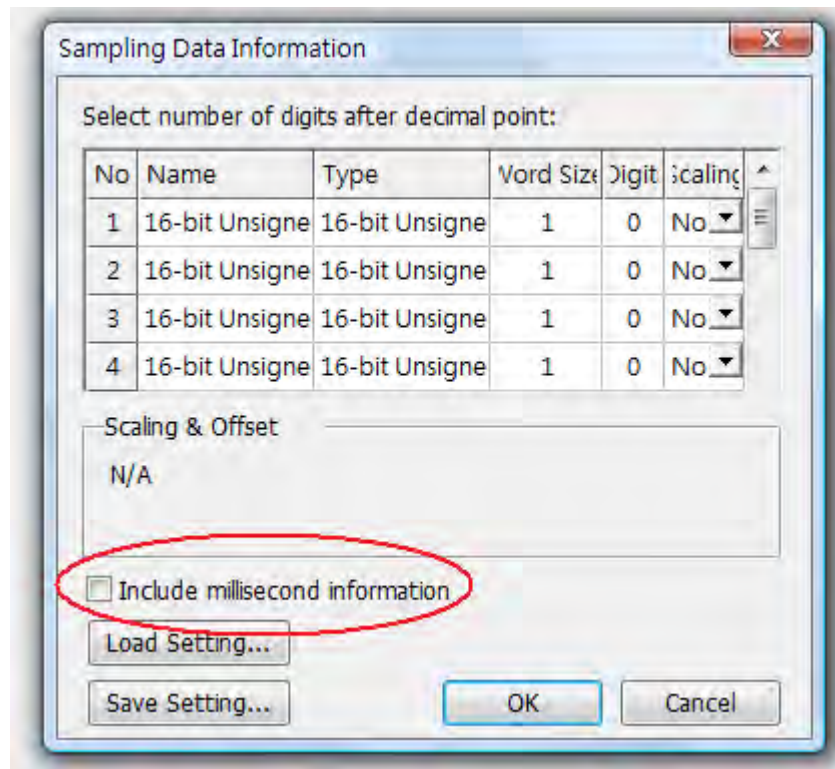 Sampling Data Information
Select number of digits after decimal point:
No Name Type Word Size Digit Scaling
1 16-bit Unsigne 16-bit Unsigne 1 0 No
2 16-bit Unsigne 16-bit Unsigne 1 0 No
3 16-bit Unsigne 16-bit Unsigne 1 0 No
4 16-bit Unsigne 16-bit Unsigne 1 0 No
Scaling & Offset
N/A
Include millisecond information
Load Setting...
Save Setting... OK Cancel